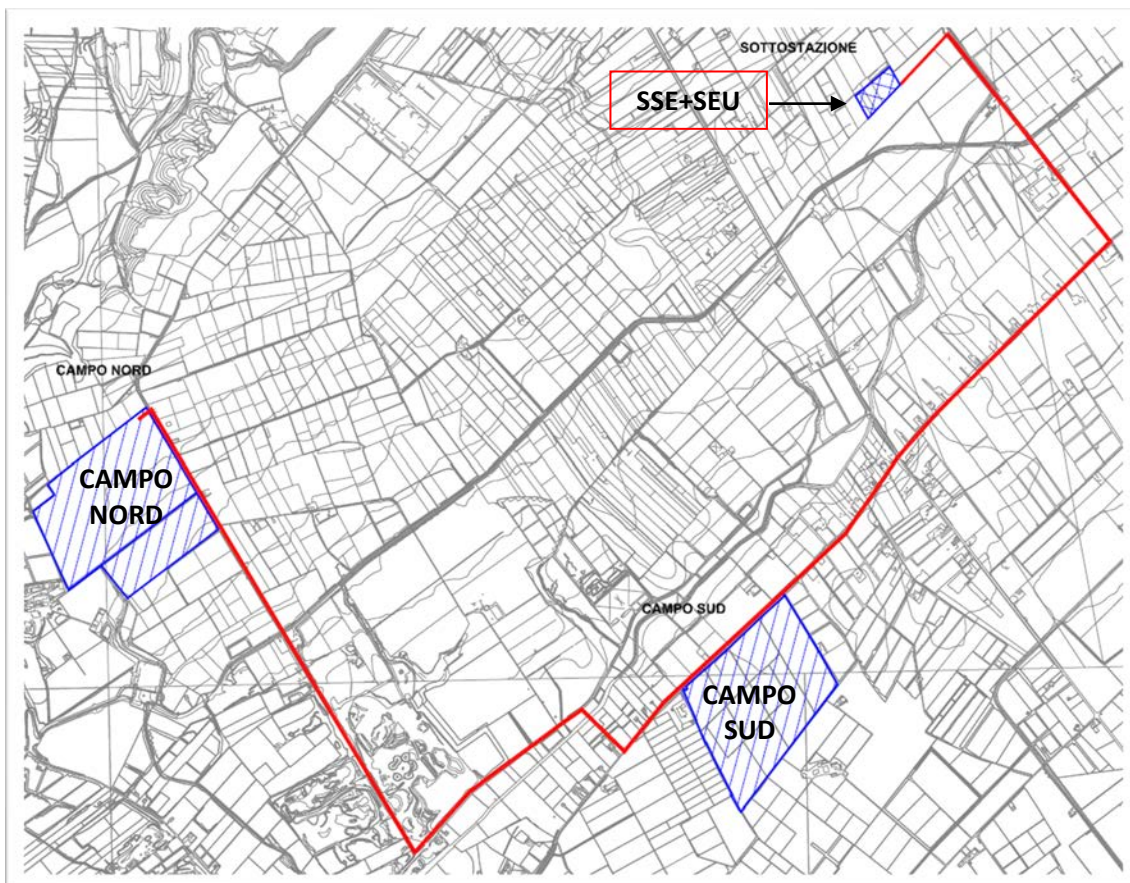 SOTTOSTAZIONE
SSE+SEU
CAMPO NORD
CAMPO
NORD
CAMPO SUD
CAMPO
SUD